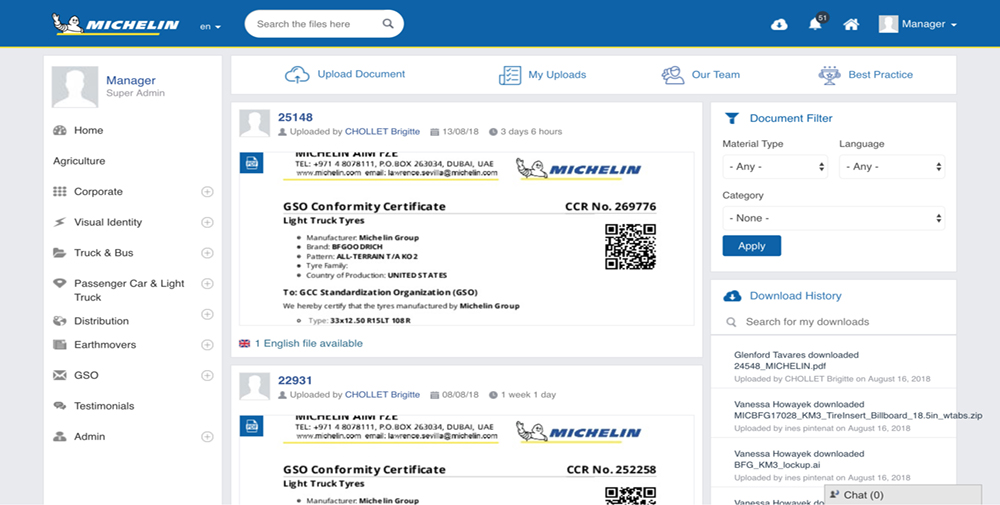 MICHELIN
en
Search the files here
51
Manager
Manager
Super Admin
Home
Agriculture
Corporate
Visual Identity
Truck & Bus
Passenger Car & Light
Truck
Distribution
Earthmovers
GSO
Testimonials
Admin
Upload Document
My Uploads
Our Team
Best Practice
25148
Uploaded by CHOLLET Brigitte 13/08/18 3 days 6 hours
MICHELIN AIM FZE
TEL: +971 4 8078111, P.O.BOX 263034, DUBAI, UAE
www.michelin.com email: lawrence.sevilla@michelin.com
MICHELIN
GSO Conformity Certificate
CCR No. 269776
Light Truck Tyres
Manufacturer: Michelin Group
Brand: BFGOODRICH
Pattern: ALL-TERRAIN T/A KO2
Tyre Family:
Country of Production: UNITED STATES
To: GCC Standardization Organization (GSO)
We hereby certify that the tyres manufactured by Michelin Group
Type: 33x12.50 R15LT 108 R
1 English file available
22931
Uploaded by CHOLLET Brigitte 08/08/18 1 week 1 day
MICHELIN AIM FZE
TEL: +971 4 8078111, P.O.BOX 263034, DUBAI, UAE
www.michelin.com email: lawrence.sevilla@michelin.com
MICHELIN
GSO Conformity Certificate
CCR No. 252258
Light Truck Tyres
Manufacturer: Michelin Group
Document Filter
Material Type
Language
- Any -
- Any -
Category
- None -
Apply
Download History
Search for my downloads
Glenford Tavares downloaded
24548_MICHELIN.pdf
Uploaded by CHOLLET Brigitte on August 16, 2018
Vanessa Howayek downloaded
MICBFG17028_KM3_TireInsert_Billboard_18.5in_wtabs.zip
Uploaded by ines pintenat on August 16, 2018
Vanessa Howayek downloaded
BFG_KM3_lockup.ai
Uploaded by ines pintenat on August 16, 2018
Vanessa Howayek do
Chat (0)